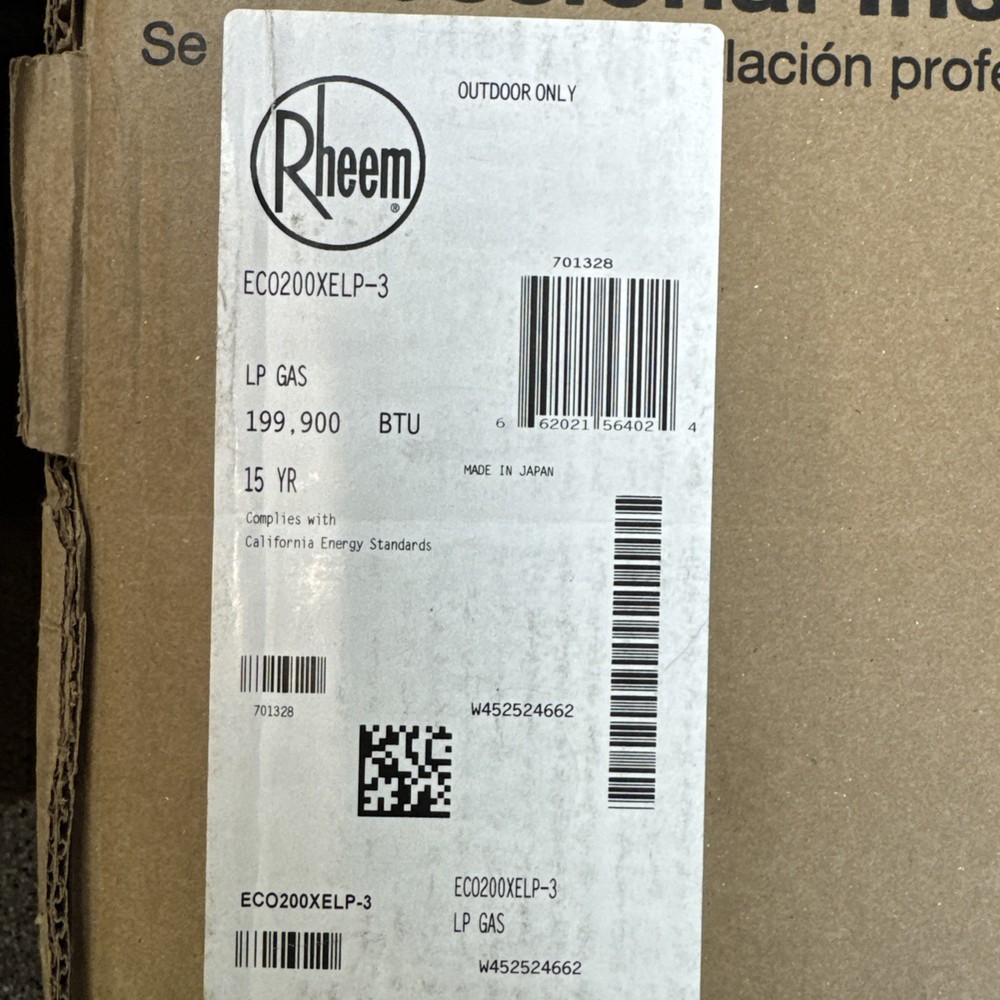 Se
lación
OUTDOOR ONLY
Rheem®
ECO200XELP-3
701328
LP GAS
199,900 BTU
6 62021 56402 4
15 YR
MADE IN JAPAN
Complies with
California Energy Standards
701328
W452524662
ECO200XELP-3
ECO200XELP-3
LP GAS
W452524662